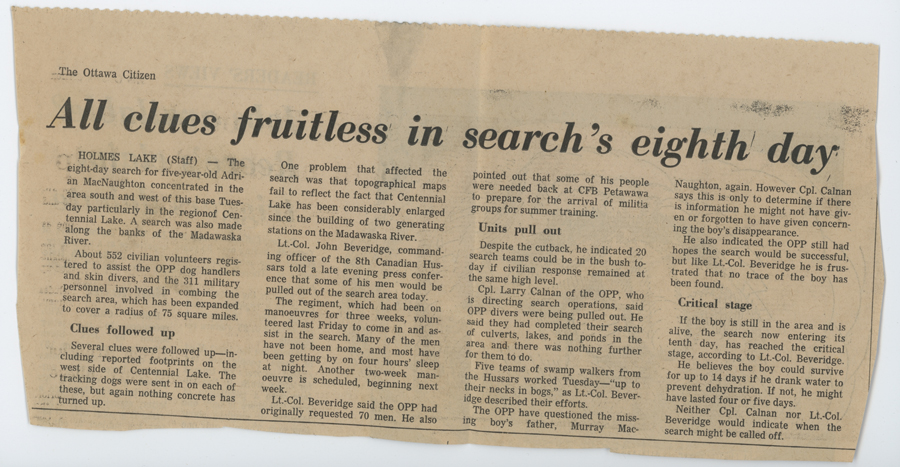 The Ottawa Citizen
All clues fruitless in search's eighth day
HOLMES LAKE (Staff) — The
eight-day search for five-year-old Adri-
an MacNaughton concentrated in the
area south and west of this base Tues-
day particularly in the regionof Cen-
tennial Lake. A search was also made
along the banks of the Madawaska
River.
About 552 civilian volunteers regis-
tered to assist the OPP dog handlers
and skin divers, and the 311 military
personnel involved in combing the
search area, which has been expanded
to cover a radius of 75 square miles.
Clues followed up
Several clues were followed up—in-
cluding reported footprints on the
west side of Centennial Lake. The
tracking dogs were sent in on each of
these, but again nothing concrete has
turned up.
One problem that affected the
search was that topographical maps
fail to reflect the fact that Centennial
Lake has been considerably enlarged
since the building of two generating
stations on the Madawaska River.
Lt.-Col. John Beveridge, command-
ing officer of the 8th Canadian Hus-
sars told a late evening press confer-
ence that some of his men would be
pulled out of the search area today.
The regiment, which had been on
manoeuvres for three weeks, volun-
teered last Friday to come in and as-
sist in the search. Many of the men
have not been home, and most have
been getting by on four hours' sleep
at night. Another two-week man-
oeuvre is scheduled, beginning next
week.
Lt.-Col. Beveridge said the OPP had
originally requested 70 men. He also
pointed out that some of his people
were needed back at CFB Petawawa
to prepare for the arrival of militia
groups for summer training.
Units pull out
Despite the cutback, he indicated 20
search teams could be in the bush to-
day if civilian response remained at
the same high level.
Cpl. Larry Calnan of the OPP, who
is directing search operations, said
OPP divers were being pulled out. He
said they had completed their search
of culverts, lakes, and ponds in the
area and there was nothing further
for them to do.
Five teams of swamp walkers from
the Hussars worked Tuesday—"up to
their necks in bogs," as Lt.-Col. Bever-
idge described their efforts.
The OPP have questioned the miss-
ing boy's father, Murray Mac-
Naughton, again. However Cpl. Calnan
says this is only to determine if there
is information he might not have giv-
en or forgotten to have given concern-
ing the boy's disappearance.
He also indicated the OPP still had
hopes the search would be successful,
but like Lt.-Col. Beveridge he is frus-
trated that no trace of the boy has
been found.
Critical stage
If the boy is still in the area and is
alive, the search now entering its
tenth day, has reached the critical
stage, according to Lt.-Col. Beveridge.
He believes the boy could survive
for up to 14 days if he drank water to
prevent dehydration. If not, he might
have lasted four or five days.
Neither Cpl. Calnan nor Lt.-Col.
Beveridge would indicate when the
search might be called off.